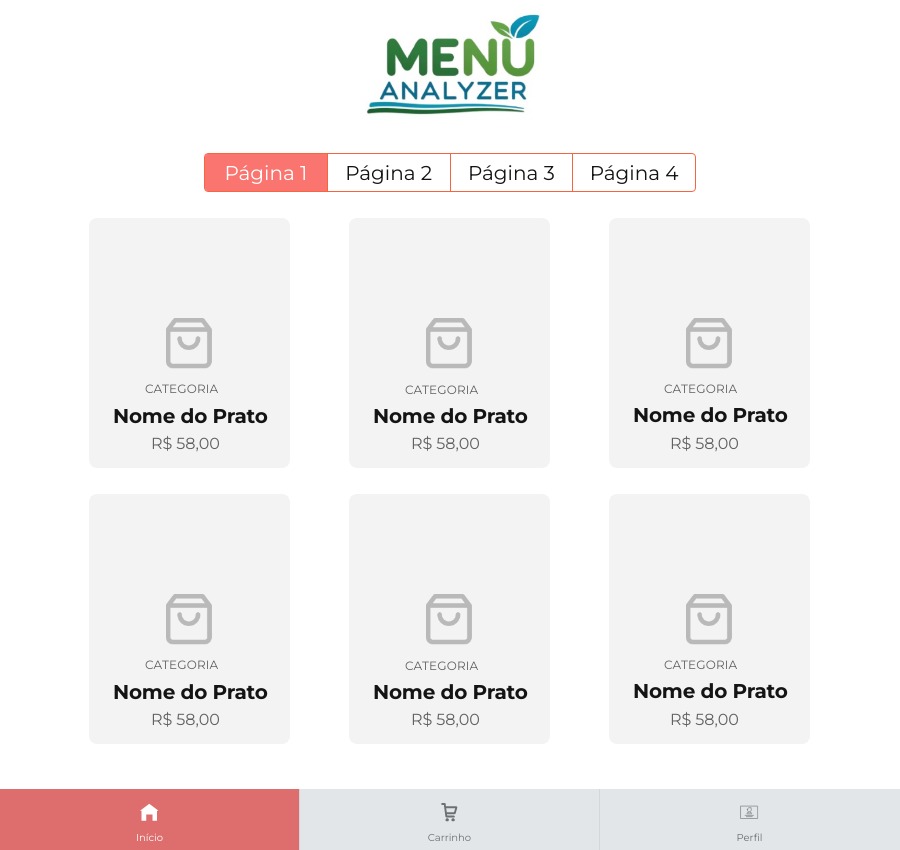 MENU
ANALYZER
Página 1 Página 2 Página 3 Página 4
CATEGORIA CATEGORIA CATEGORIA
Nome do Prato Nome do Prato Nome do Prato
R$ 58,00 R$ 58,00 R$ 58,00
CATEGORIA CATEGORIA CATEGORIA
Nome do Prato Nome do Prato Nome do Prato
R$ 58,00 R$ 58,00 R$ 58,00
Início Carrinho Perfil